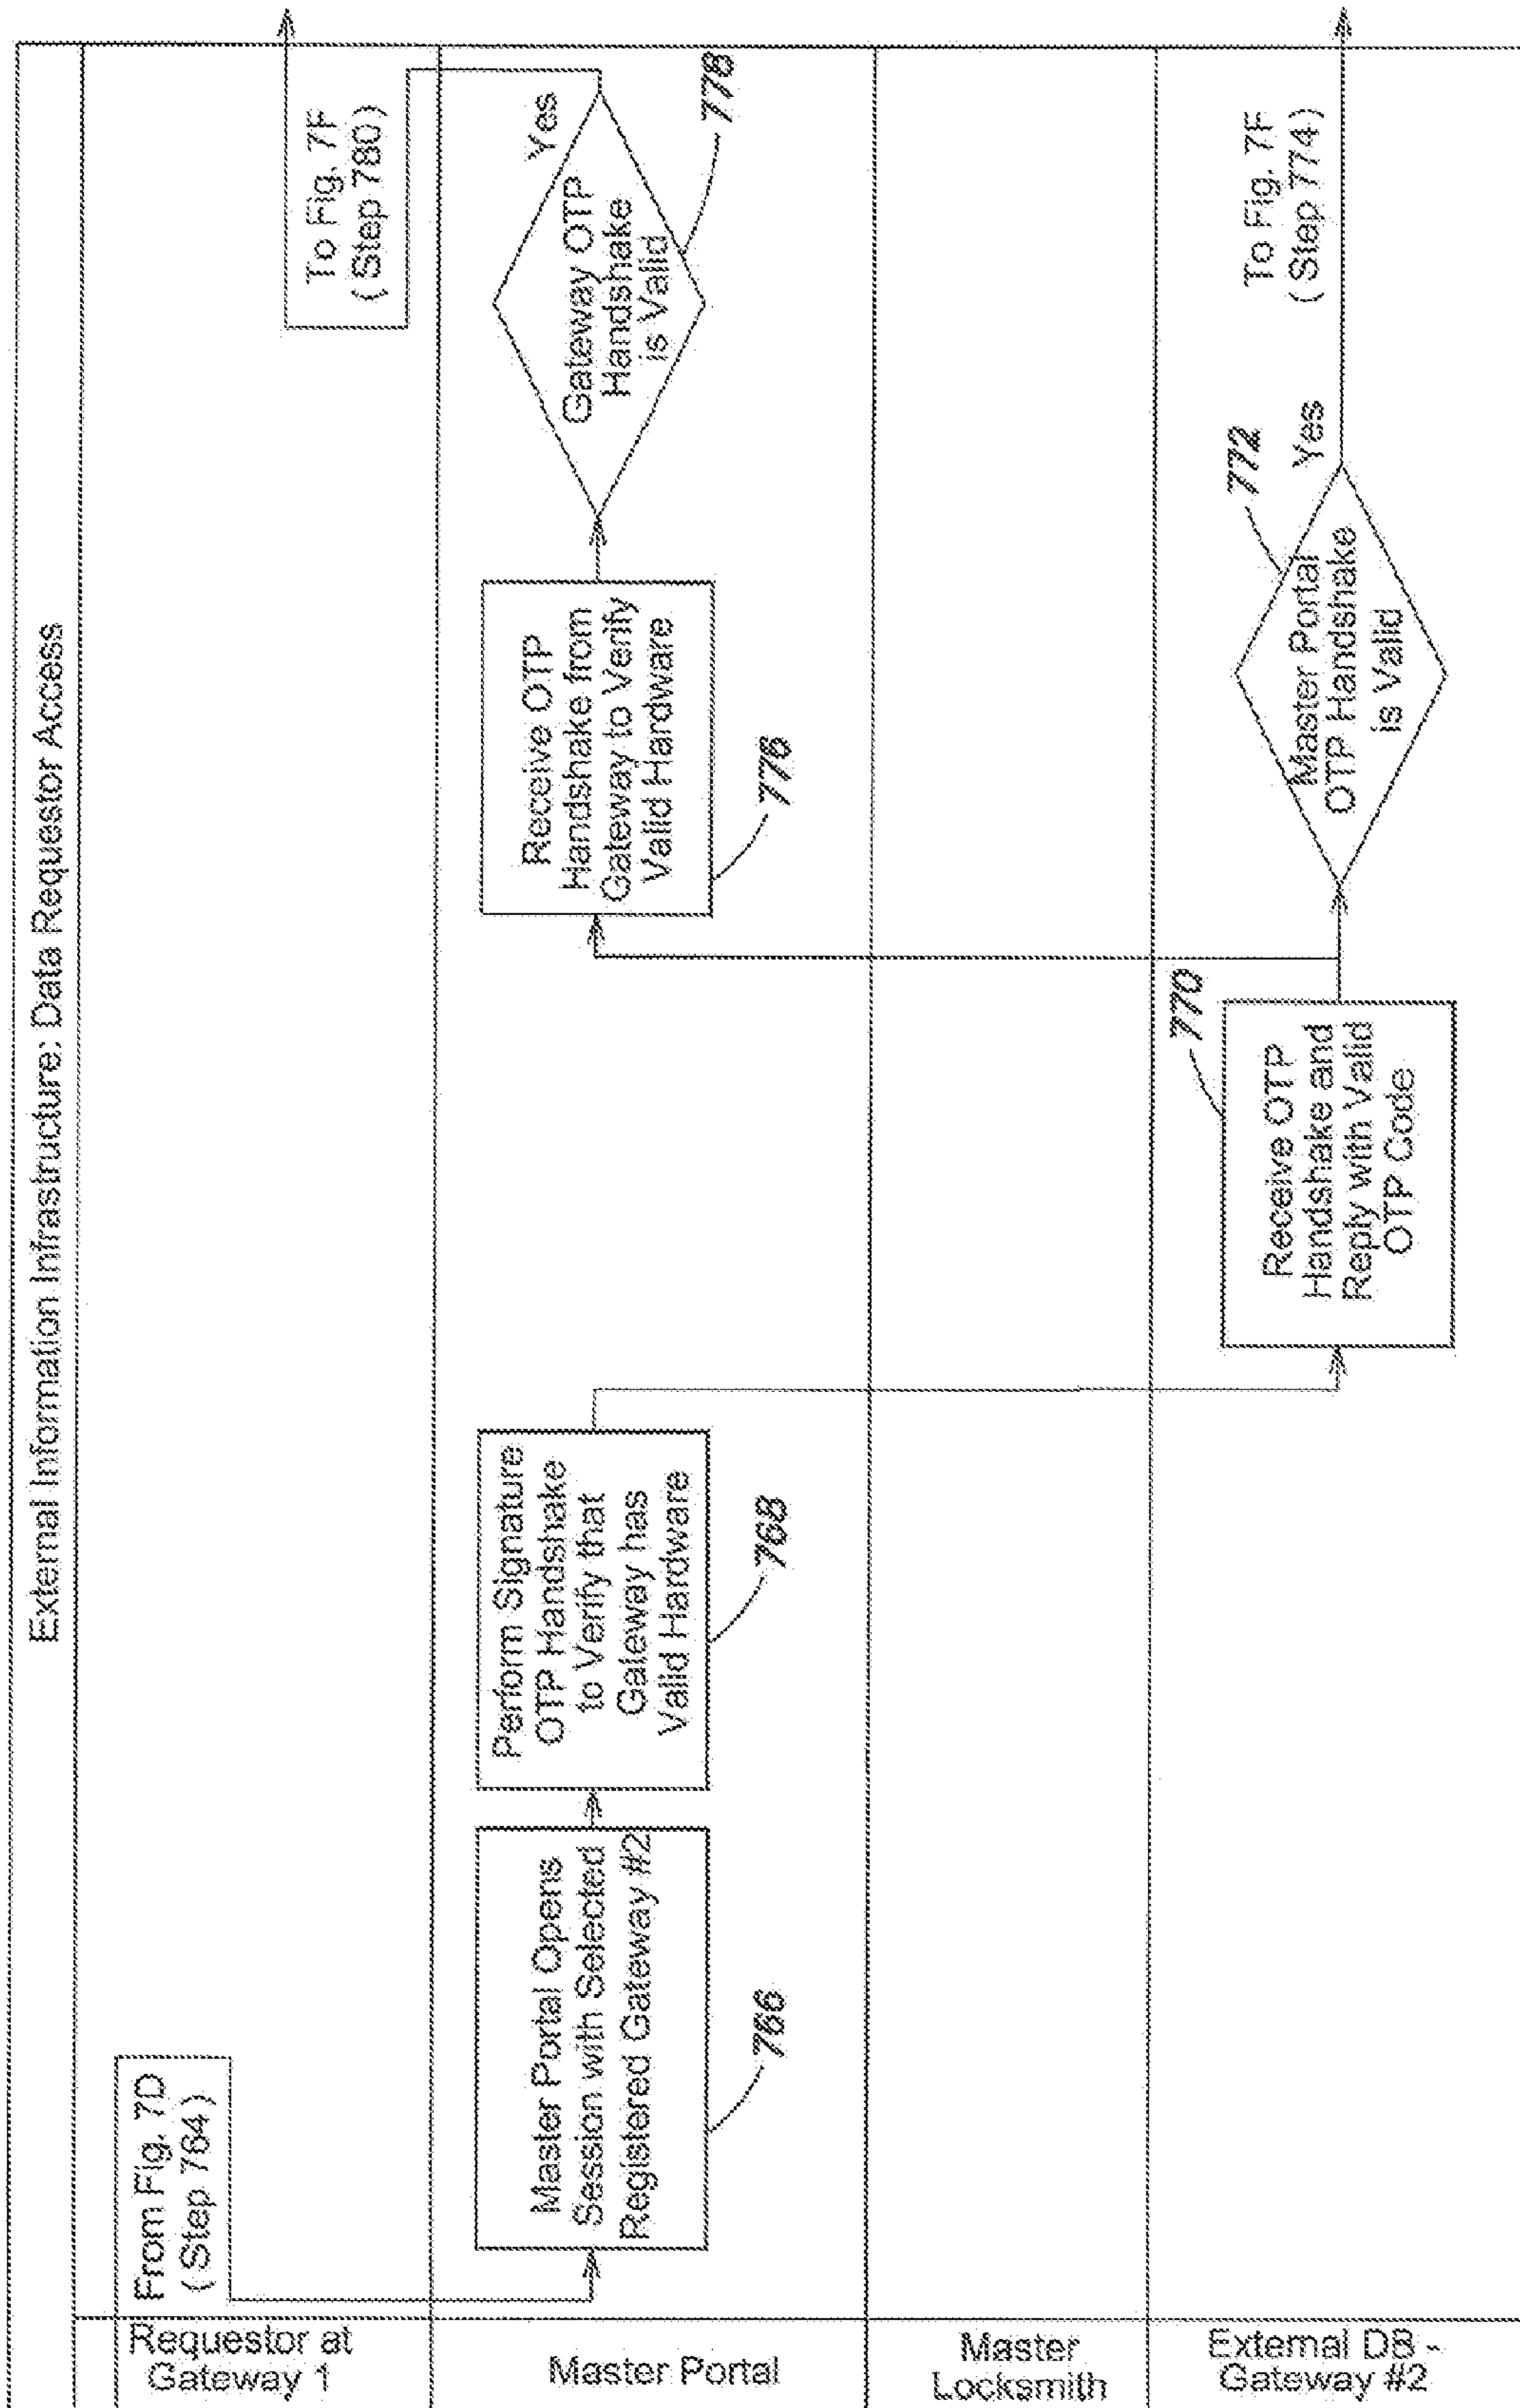 External Information Infrastructure: Data Requestor Access
Requestor at
Gateway 1
From Fig. 7D
(Step 764)
To Fig. 7F
(Step 780)
Master Portal
Master Portal Opens
Session with Selected
Registered Gateway #2
766
Perform Signature
OTP Handshake
to Verify that
Gateway has
Valid Hardware
768
Receive OTP
Handshake from
Gateway to Verify
Valid Hardware
776
Gateway OTP
Handshake
is Valid
Yes
778
Master
Locksmith
External DB -
Gateway #2
Receive OTP
Handshake and
Reply with Valid
OTP Code
770
Master Portal
OTP Handshake
is Valid
772
Yes
To Fig. 7F
(Step 774)